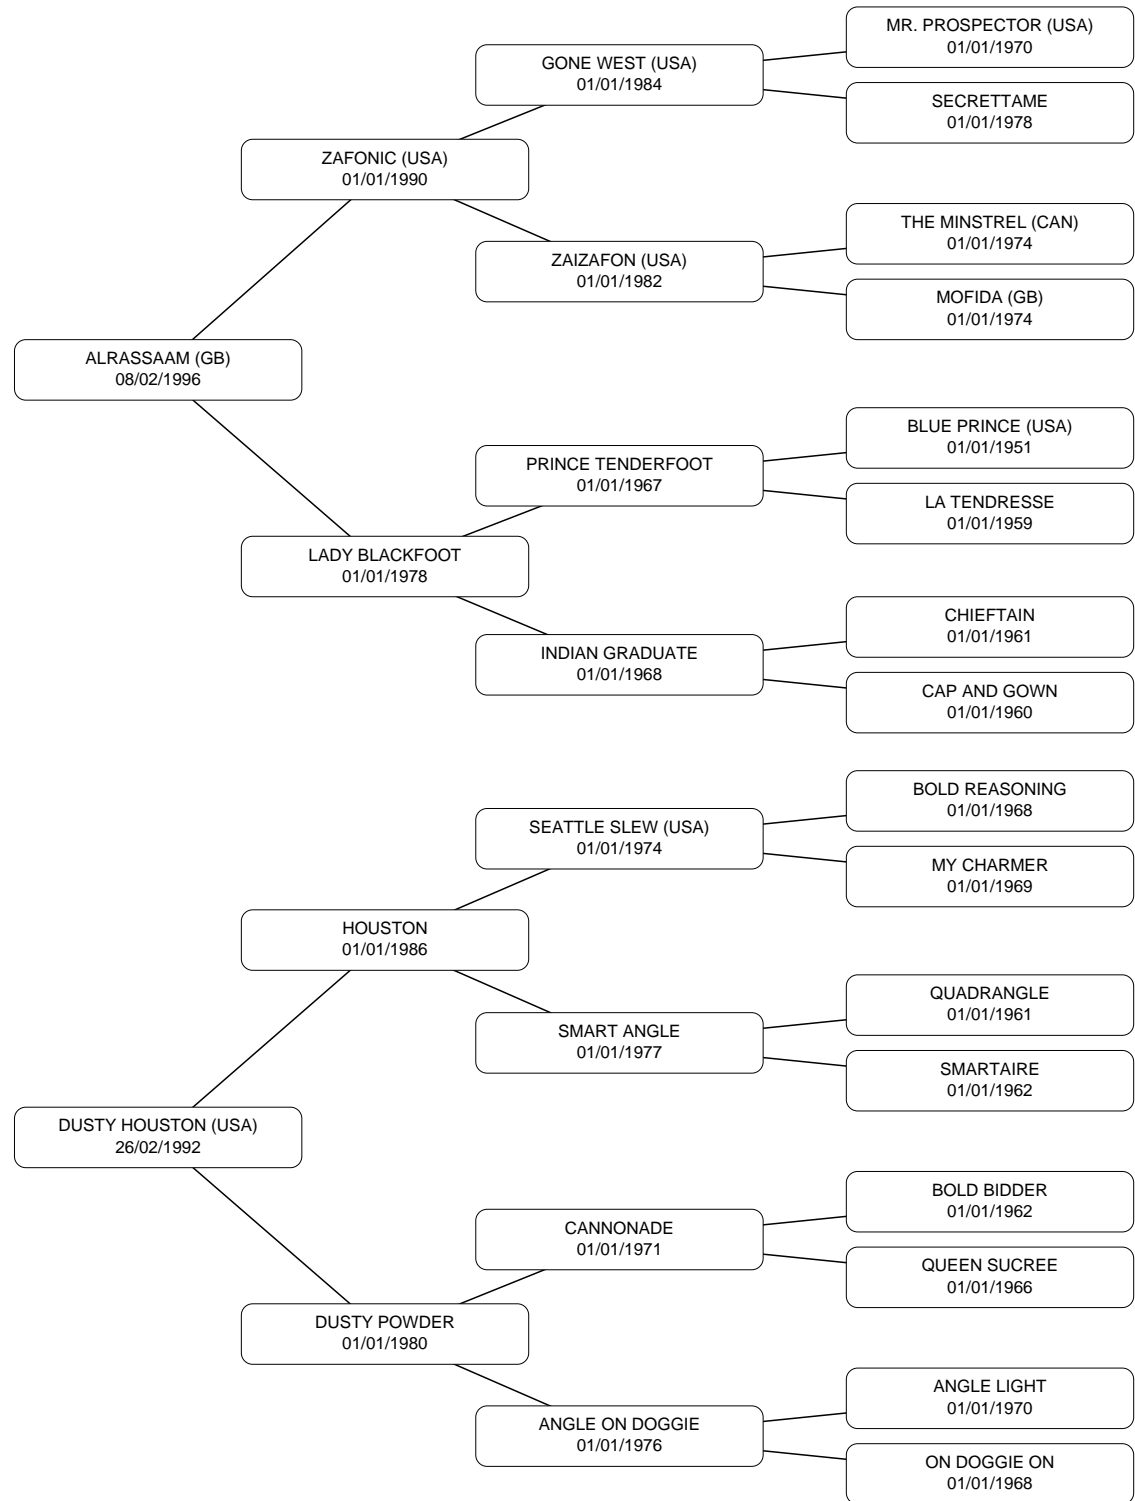 MR. PROSPECTOR (USA)
01/01/1970
GONE WEST (USA)
01/01/1984
SECRETTAME
01/01/1978
ZAFONIC (USA)
01/01/1990
THE MINSTREL (CAN)
01/01/1974
ZAIZAFON (USA)
01/01/1982
MOFIDA (GB)
01/01/1974
ALRASSAAM (GB)
08/02/1996
BLUE PRINCE (USA)
01/01/1951
PRINCE TENDERFOOT
01/01/1967
LA TENDRESSE
01/01/1959
LADY BLACKFOOT
01/01/1978
CHIEFTAIN
01/01/1961
INDIAN GRADUATE
01/01/1968
CAP AND GOWN
01/01/1960
BOLD REASONING
01/01/1968
SEATTLE SLEW (USA)
01/01/1974
MY CHARMER
01/01/1969
HOUSTON
01/01/1986
QUADRANGLE
01/01/1961
SMART ANGLE
01/01/1977
SMARTAIRE
01/01/1962
DUSTY HOUSTON (USA)
26/02/1992
BOLD BIDDER
01/01/1962
CANNONADE
01/01/1971
QUEEN SUCREE
01/01/1966
DUSTY POWDER
01/01/1980
ANGLE LIGHT
01/01/1970
ANGLE ON DOGGIE
01/01/1976
ON DOGGIE ON
01/01/1968